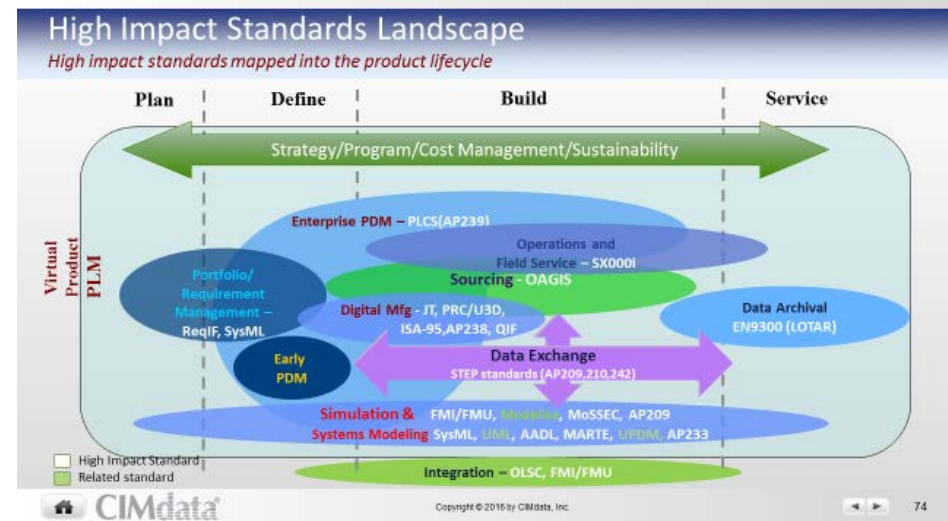 High Impact Standards Landscape
High impact standards mapped into the product lifecycle
Plan
Define
Build
Service
Strategy/Program/Cost Management/Sustainability
Virtual
Product
PLM
Enterprise PDM – PLCS(AP239)
Operations and
Field Service – SX000i
Sourcing - OAGIS
Portfolio/
Requirement
Management –
ReqIF, SysML
Digital Mfg - JT, PRC/U3D,
ISA-95,AP238, QIF
Data Archival
EN9300 (LOTAR)
Early
PDM
Data Exchange
STEP standards (AP209,210,242)
Simulation & FMI/FMU, Modelica, MoSSEC, AP209
Systems Modeling SysML, UML, AADL, MARTE, UPDM, AP233
High Impact Standard
Related standard
Integration – OLSC, FMI/FMU
CIMdata
Copyright © 2016 by CIMdata, Inc.
74